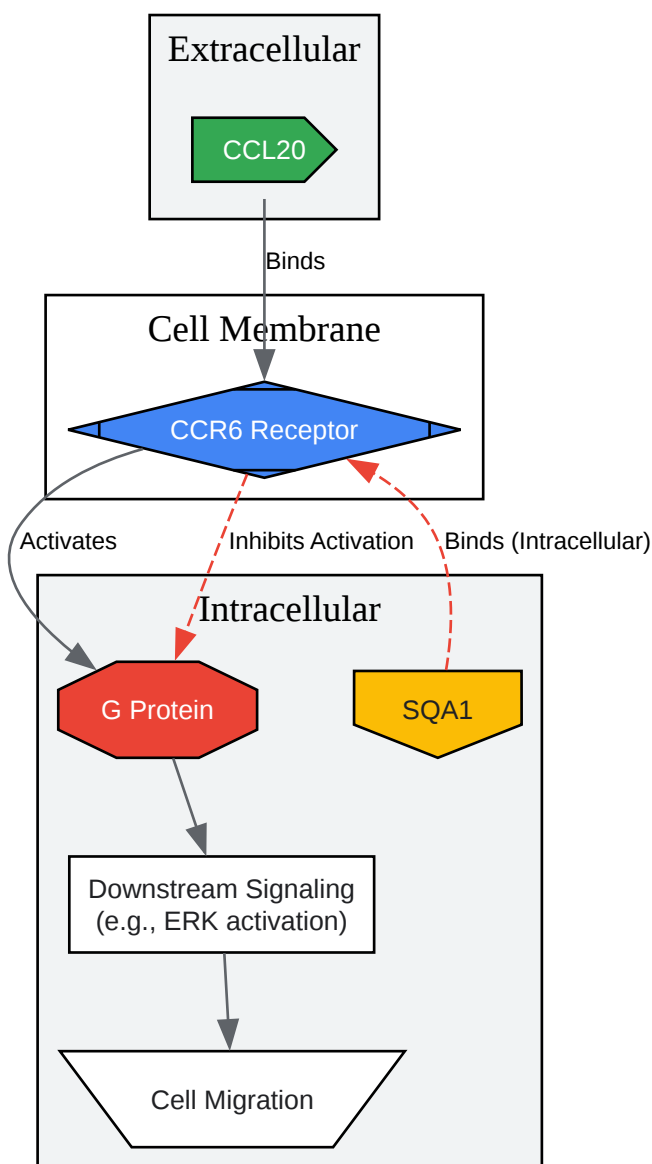 Extracellular
CCL20
Binds
Cell Membrane
CCR6 Receptor
Activates
Inhibits Activation
Binds (Intracellular)
Intracellular
G Protein
SQA1
Downstream Signaling
(e.g., ERK activation)
Cell Migration